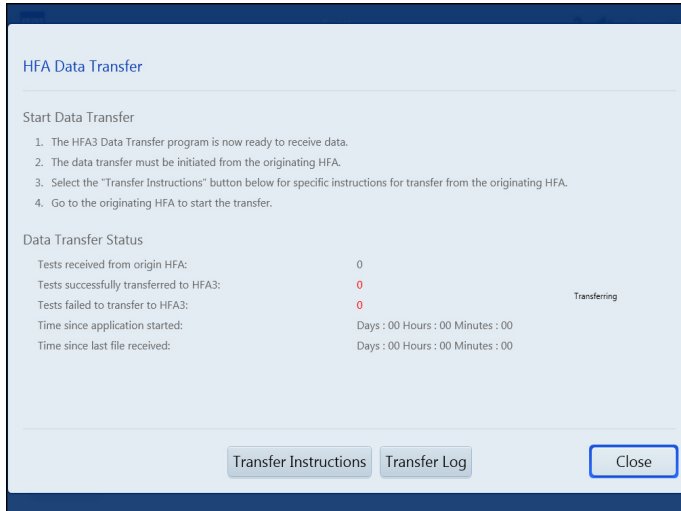 HFA Data Transfer
Start Data Transfer
1. The HFA3 Data Transfer program is now ready to receive data.
2. The data transfer must be initiated from the originating HFA.
3. Select the "Transfer Instructions" button below for specific instructions for transfer from the originating HFA.
4. Go to the originating HFA to start the transfer.
Data Transfer Status
Tests received from origin HFA: 0
Tests successfully transferred to HFA3: 0
Tests failed to transfer to HFA3: 0
Transferring
Time since application started: Days : 00 Hours : 00 Minutes : 00
Time since last file received: Days : 00 Hours : 00 Minutes : 00
Transfer Instructions Transfer Log Close